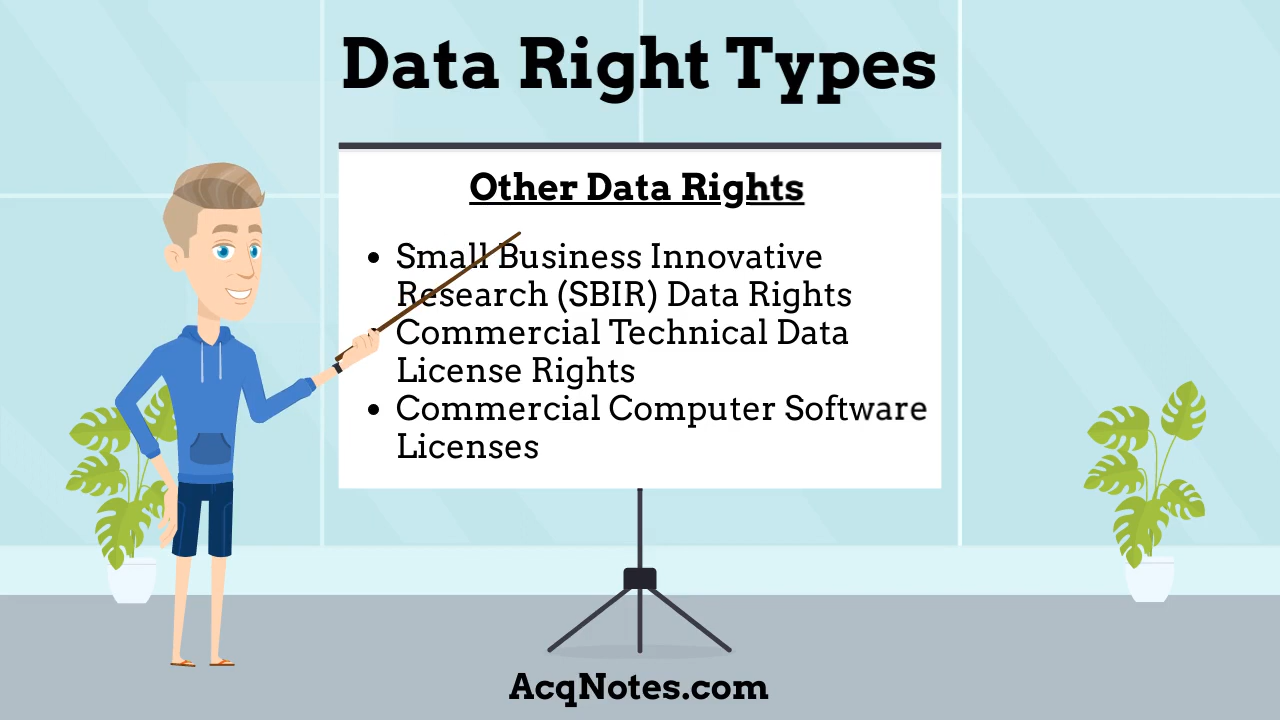 Data Right Types
Other Data Rights
• Small Business Innovative
Research (SBIR) Data Rights
Commercial Technical Data
License Rights
• Commercial Computer Software
Licenses
AcqNotes.com